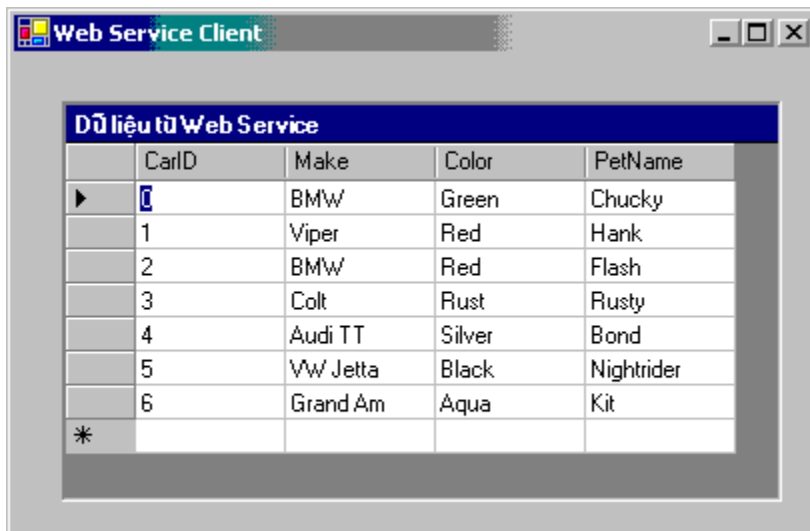 Web Service Client
Dữ liệu từ Web Service
CarID Make Color PetName
0 BMW Green Chucky
1 Viper Red Hank
2 BMW Red Flash
3 Colt Rust Rusty
4 Audi TT Silver Bond
5 VW Jetta Black Nightrider
6 Grand Am Aqua Kit